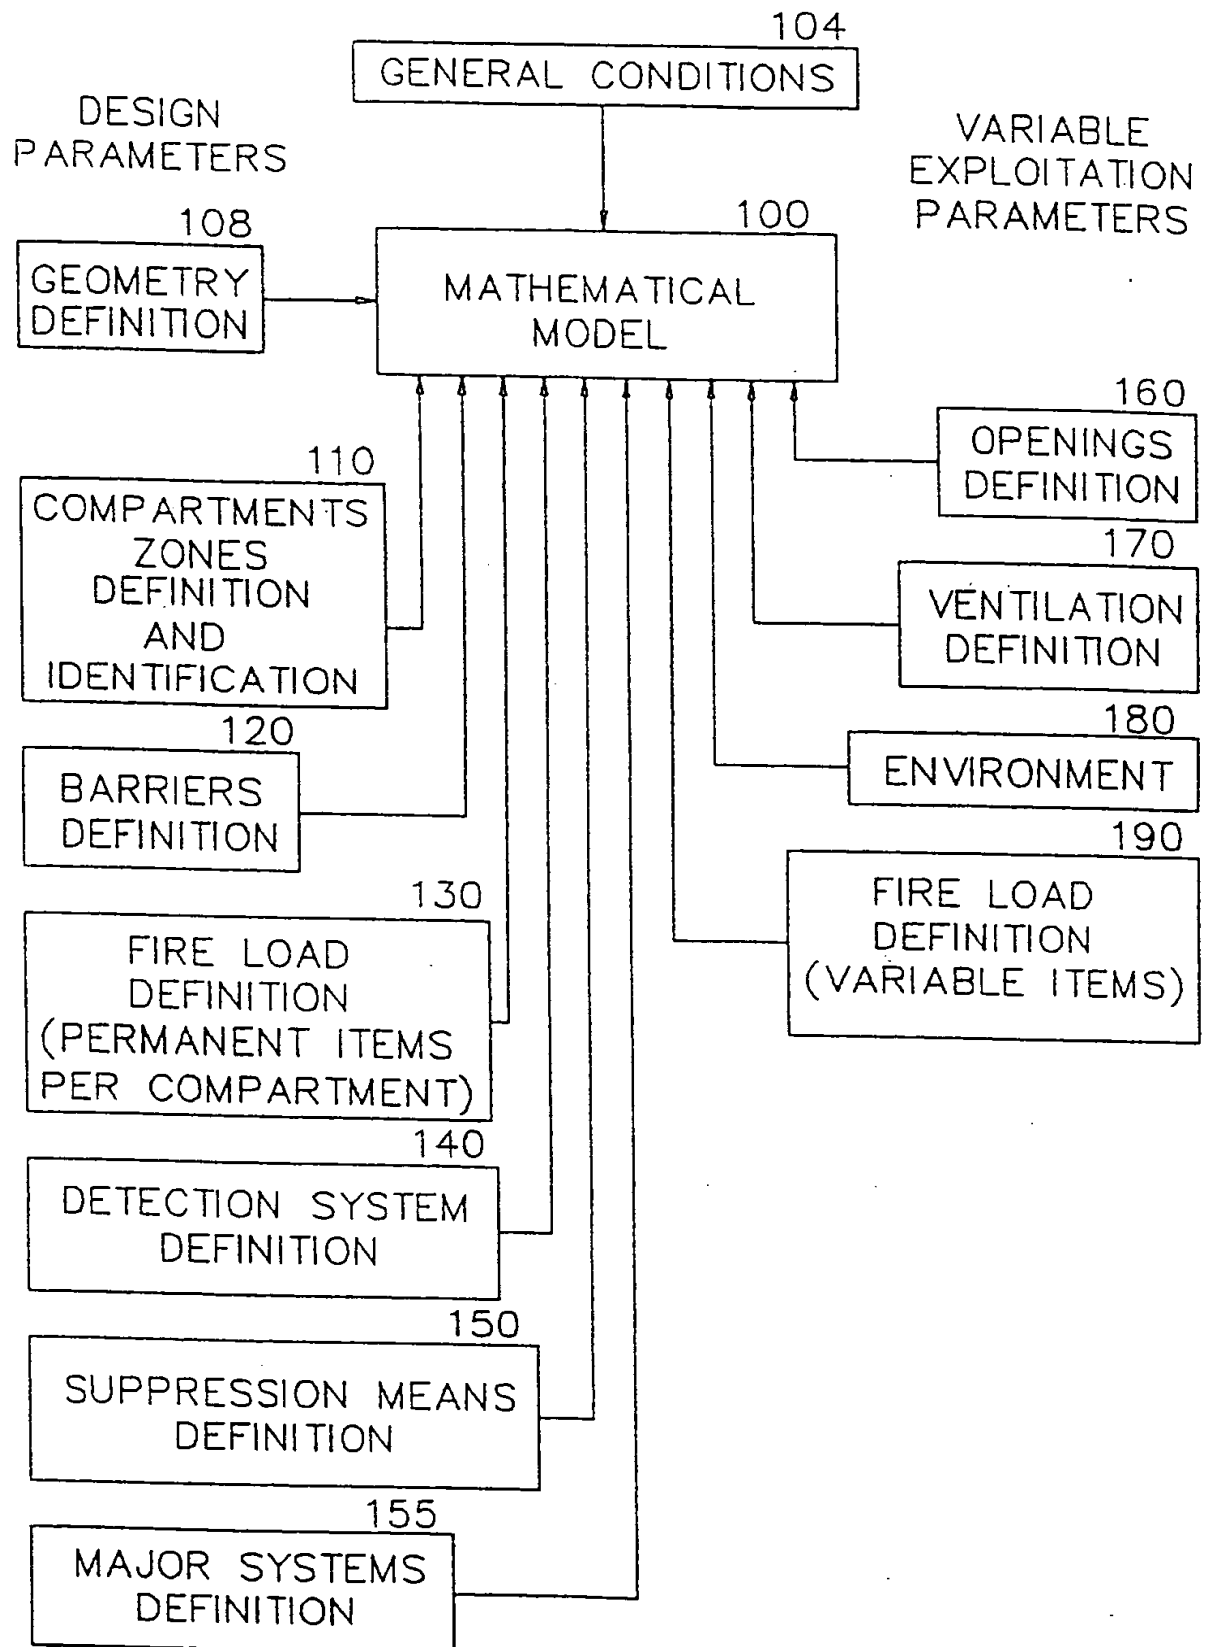 104
GENERAL CONDITIONS
DESIGN
PARAMETERS
VARIABLE
EXPLOITATION
PARAMETERS
108
GEOMETRY
DEFINITION
100
MATHEMATICAL
MODEL
110
COMPARTMENTS
ZONES
DEFINITION
AND
IDENTIFICATION
120
BARRIERS
DEFINITION
130
FIRE LOAD
DEFINITION
(PERMANENT ITEMS
PER COMPARTMENT)
140
DETECTION SYSTEM
DEFINITION
150
SUPPRESSION MEANS
DEFINITION
155
MAJOR SYSTEMS
DEFINITION
160
OPENINGS
DEFINITION
170
VENTILATION
DEFINITION
180
ENVIRONMENT
190
FIRE LOAD
DEFINITION
(VARIABLE ITEMS)